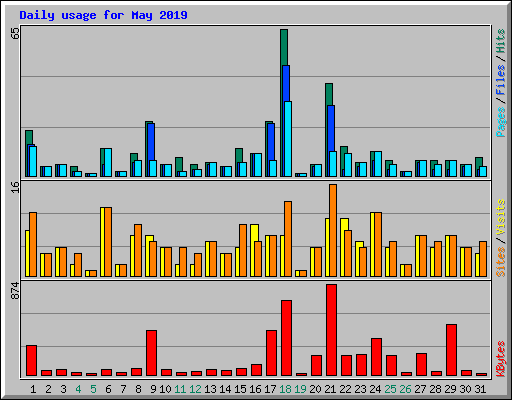 Daily usage for May 2019
65
Pages / Files / Hits
16
Sites / Visits
874
KBytes
1 2 3 4 5 6 7 8 9 10 11 12 13 14 15 16 17 18 19 20 21 22 23 24 25 26 27 28 29 30 31